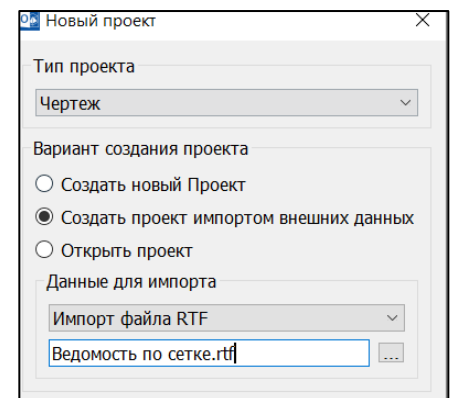 Новый проект
Тип проекта
Чертеж
Вариант создания проекта
Создать новый Проект
Создать проект импортом внешних данных
Открыть проект
Данные для импорта
Импорт файла RTF
Ведомость по сетке.rtf
...